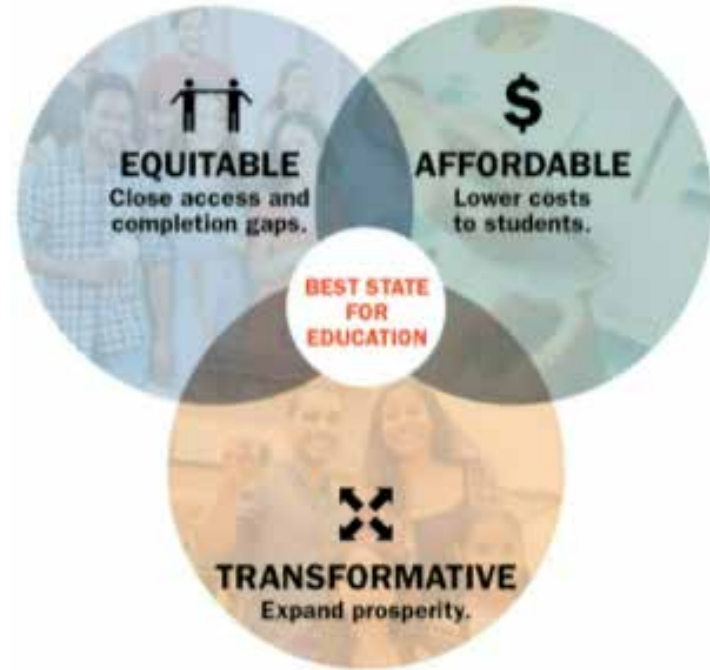 EQUITABLE
Close access and
completion gaps.
$
AFFORDABLE
Lower costs
to students.
BEST STATE
FOR
EDUCATION
TRANSFORMATIVE
Expand prosperity.